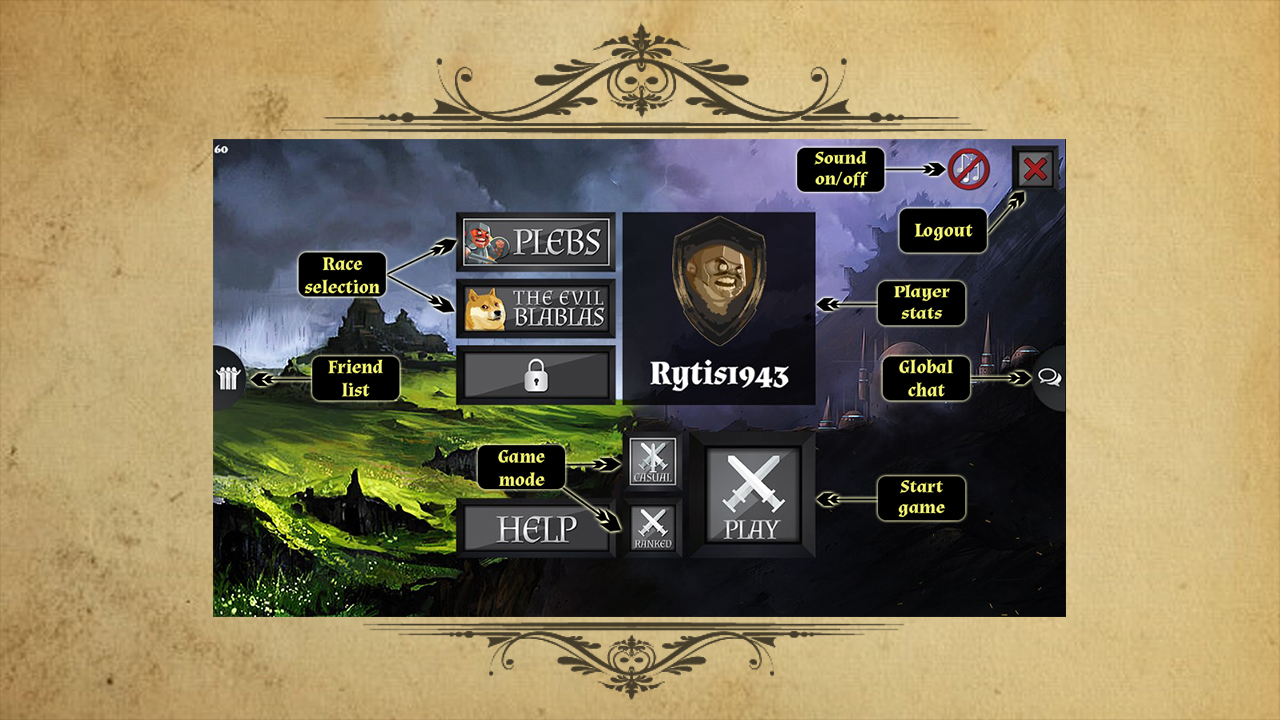 60
Sound
on/off
Logout
PLEBS
Race
selection
THE EVIL
BLABLAS
Player
stats
Rytis1943
Friend
list
Global
chat
Game
mode
CASUAL
HELP
RANKED
PLAY
Start
game